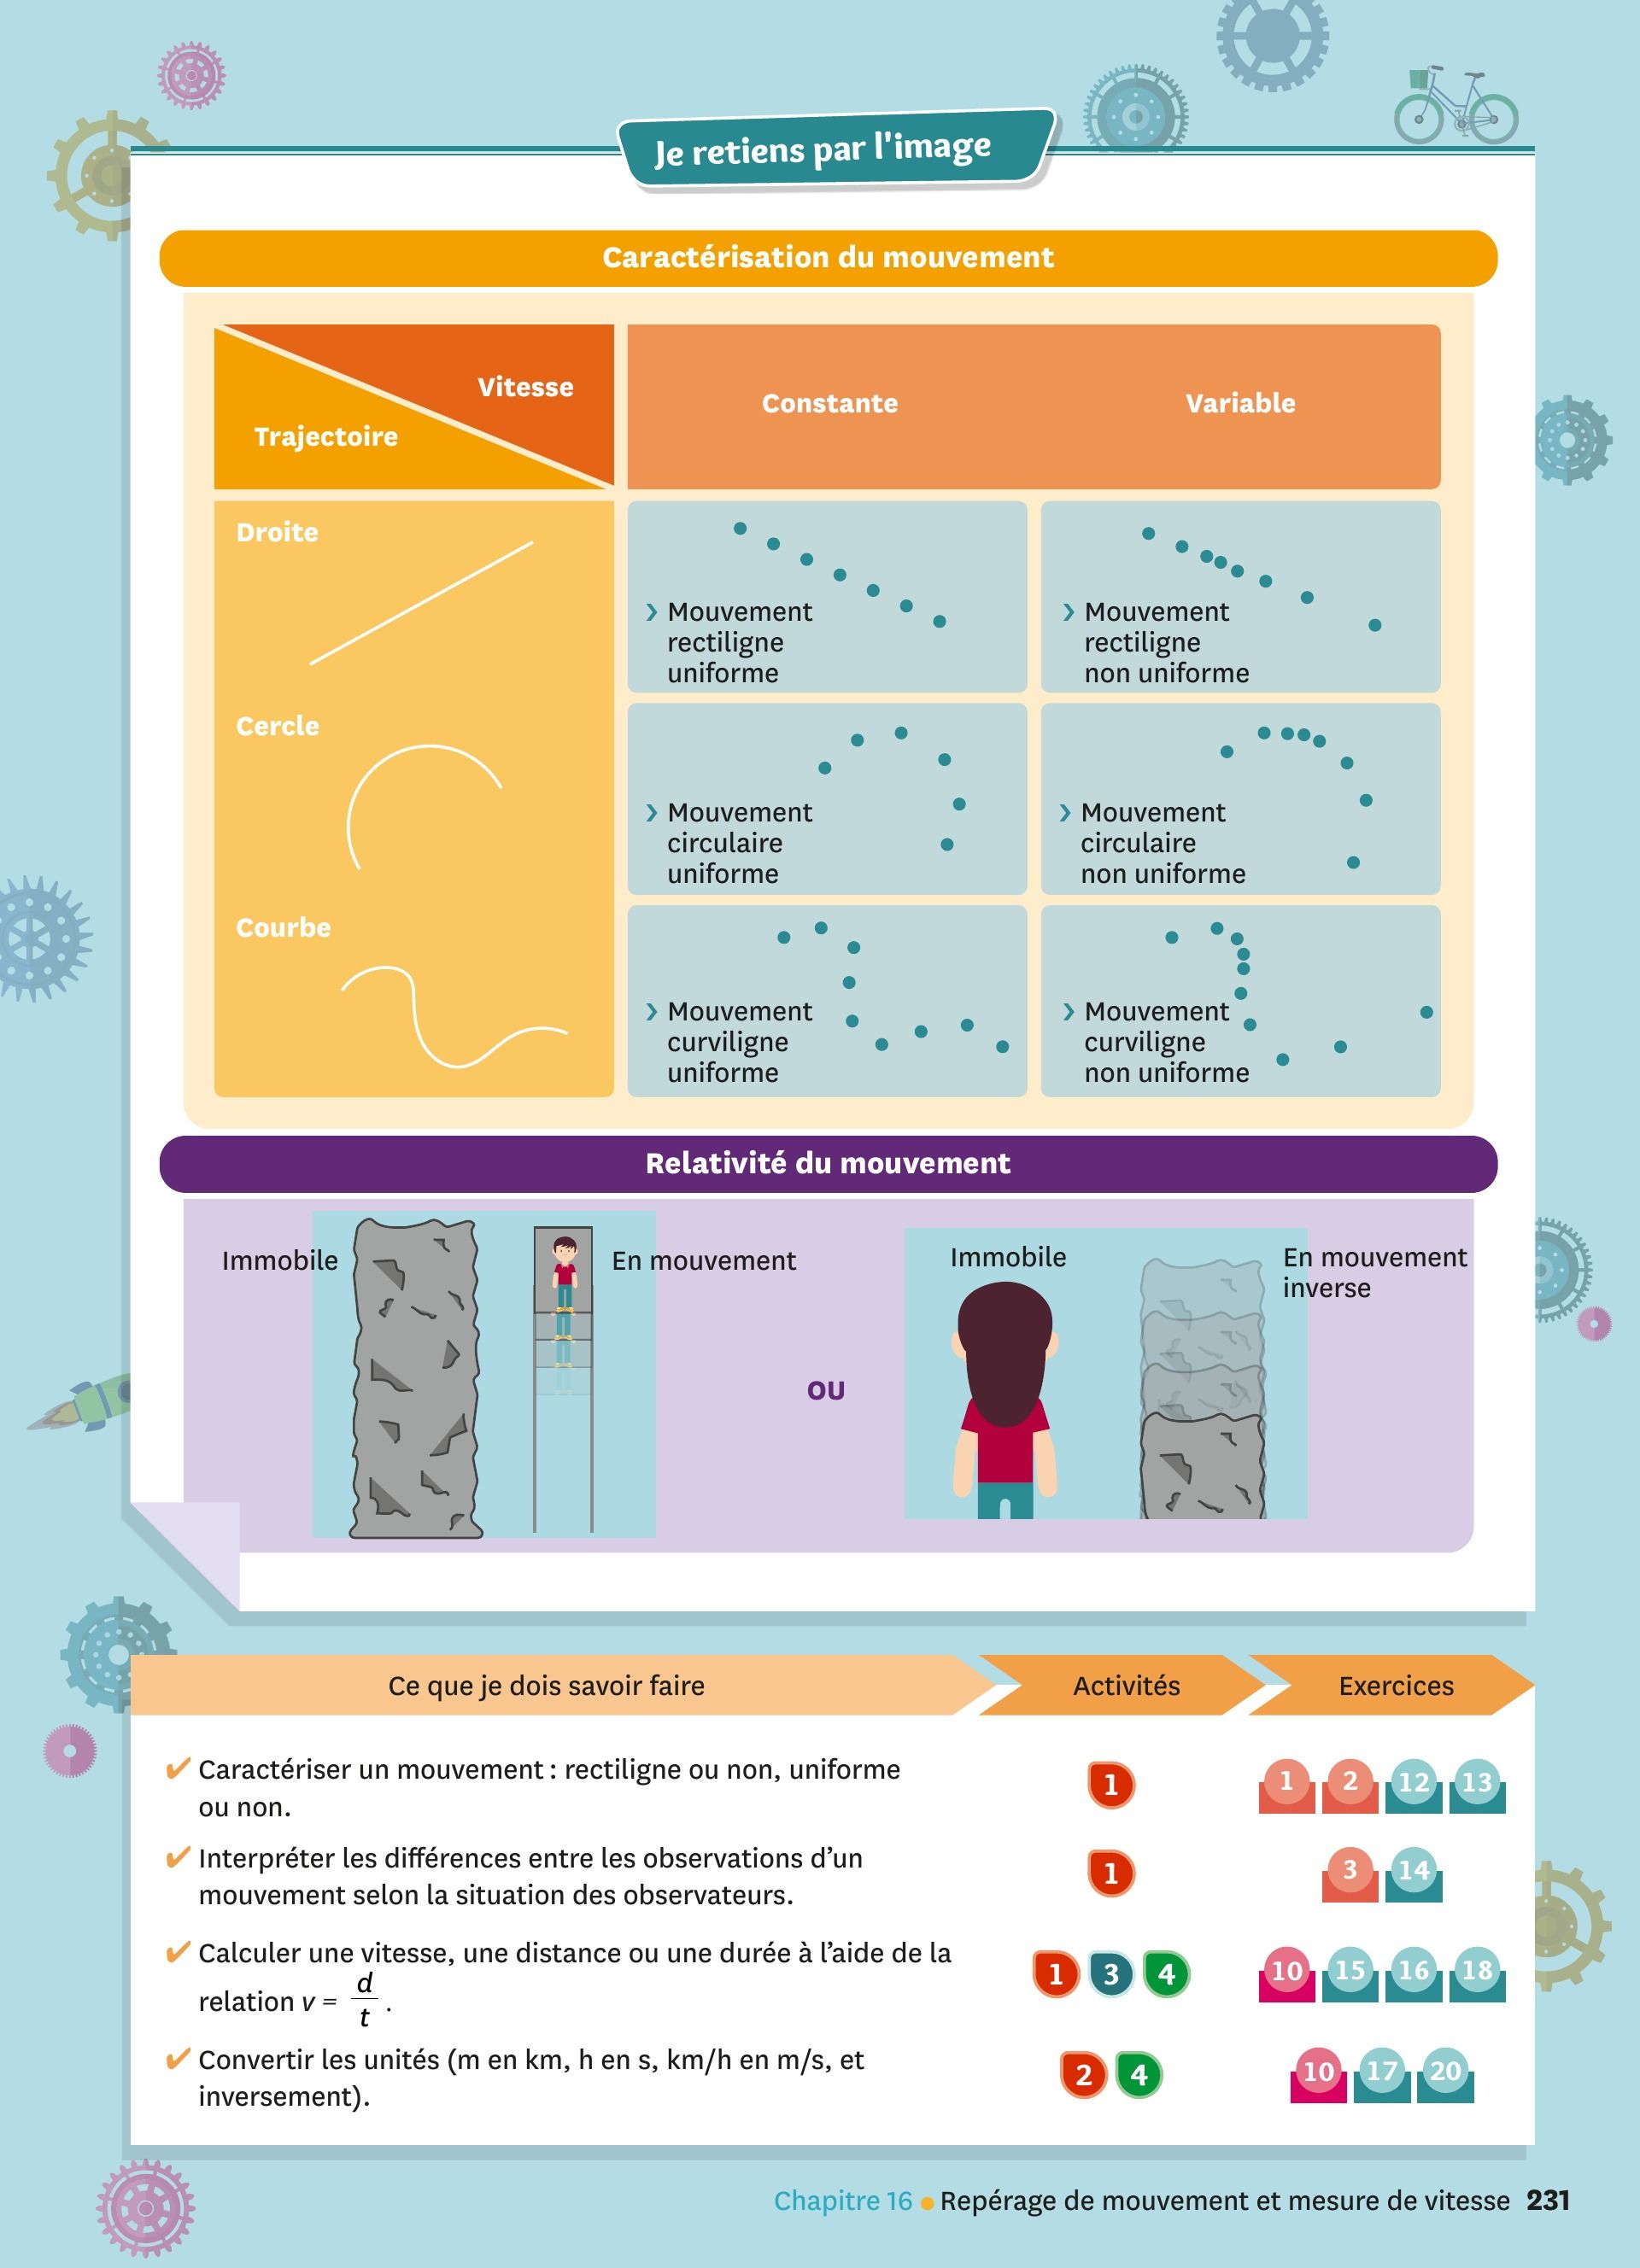 Je retiens par l'image
Caractérisation du mouvement
Vitesse
Trajectoire
Constante
Variable
Droite
› Mouvement
rectiligne
uniforme
› Mouvement
rectiligne
non uniforme
Cercle
› Mouvement
circulaire
uniforme
› Mouvement
circulaire
non uniforme
Courbe
› Mouvement
curviligne
uniforme
› Mouvement
curviligne
non uniforme
Relativité du mouvement
Immobile
En mouvement
OU
Immobile
En mouvement
inverse
Ce que je dois savoir faire
Activités
Exercices
✔ Caractériser un mouvement : rectiligne ou non, uniforme
ou non.
1
1 2 12 13
✔ Interpréter les différences entre les observations d’un
mouvement selon la situation des observateurs.
1
3 14
✔ Calculer une vitesse, une distance ou une durée à l’aide de la
relation v = d/t .
1 3 4
10 15 16 18
✔ Convertir les unités (m en km, h en s, km/h en m/s, et
inversement).
2 4
10 17 20
Chapitre 16 • Repérage de mouvement et mesure de vitesse 231